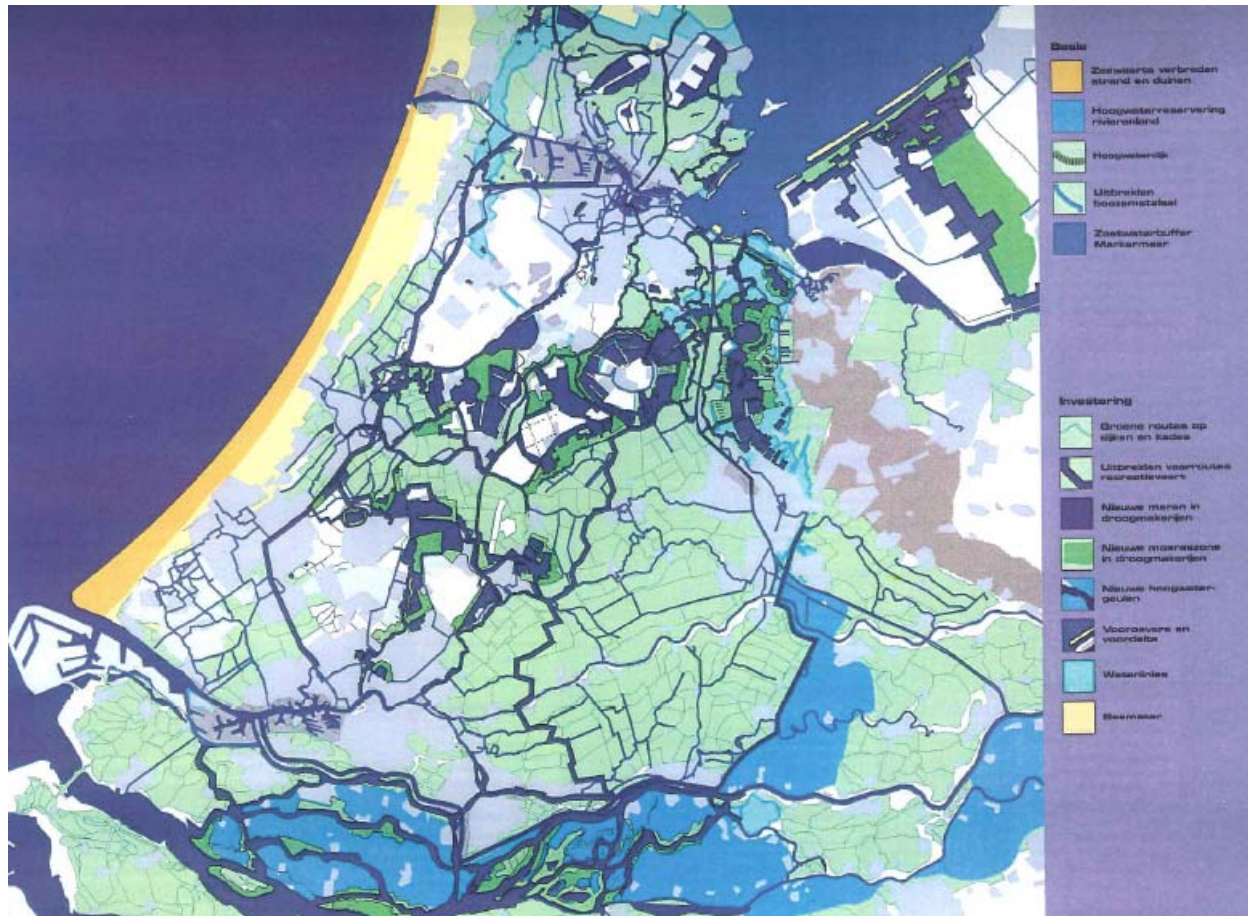 Basis
Zeewaarts verbreden
strand en duinen
Hoogwaterreservering
rivierenland
Hoogwaterdijk
Uitbreiden
boezemstelsel
Zoetwaterbuffer
Markermeer
Investering
Groene routes op
dijken en kades
Uitbreiden vaarroutes
recreatievaart
Nieuwe meren in
droogmakerijen
Nieuwe moeraszone
in droogmakerijen
Nieuwe hoogwater-
geulen
Vooroevers en
voordelta
Waterlinies